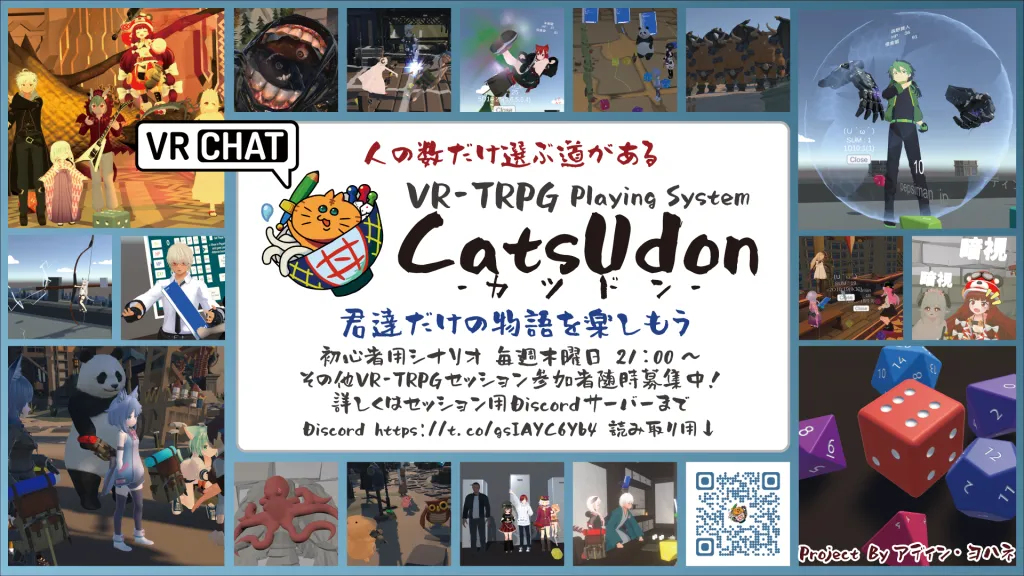 VR CHAT
人の数だけ選ぶ道がある
VR-TRPG Playing System
CatsUdon
-カツドン-
君達だけの物語を楽しもう
初心者用シナリオ 毎週木曜日 21:00～
その他VR-TRPGセッション参加者随時募集中!
詳しくはセッション用Discordサーバーまで
Discord https://t.co/gsIAYC6Yb4 読み取り用↓
Close
10
Close
暗視
暗視
Project By アディン・ヨハネ